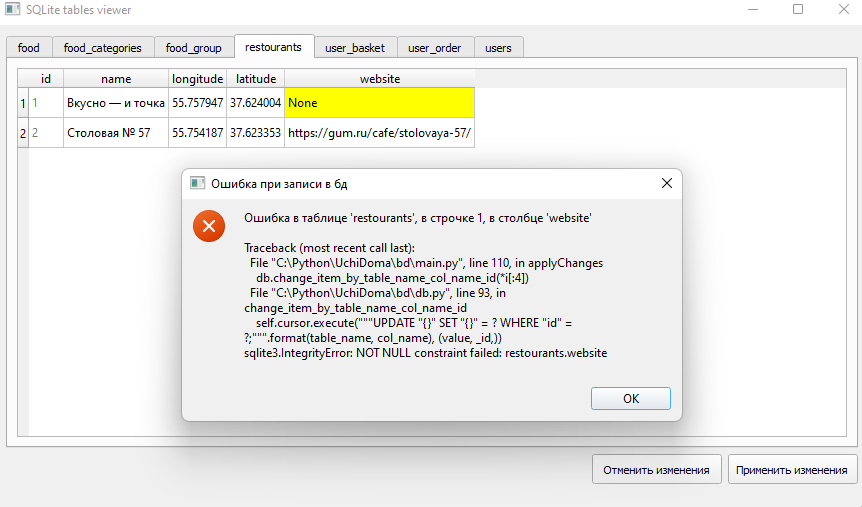 SQLite tables viewer
food food_categories food_group restourants user_basket user_order users
id name longitude latitude website
1 1 Вкусно — и точка 55.757947 37.624004 None
2 2 Столовая № 57 55.754187 37.623353 https://gum.ru/cafe/stolovaya-57/
Ошибка при записи в бд
Ошибка в таблице 'restourants', в строчке 1, в столбце 'website'
Traceback (most recent call last):
File "C:\Python\UchiDoma\bd\main.py", line 110, in applyChanges
db.change_item_by_table_name_col_name_id(*i[:4])
File "C:\Python\UchiDoma\bd\db.py", line 93, in
change_item_by_table_name_col_name_id
self.cursor.execute("""UPDATE "{}" SET "{}" = ? WHERE "id" =
?;""".format(table_name, col_name), (value, _id,))
sqlite3.IntegrityError: NOT NULL constraint failed: restourants.website
OK
Отменить изменения Применить изменения